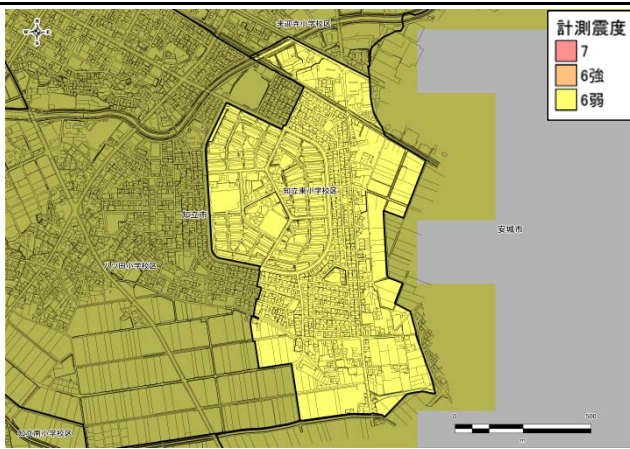 来迎寺小学校区
計測震度
7
6強
6弱
知立東小学校区
知立市
安城市
八ツ田小学校区
知立南小学校区
0
500
m